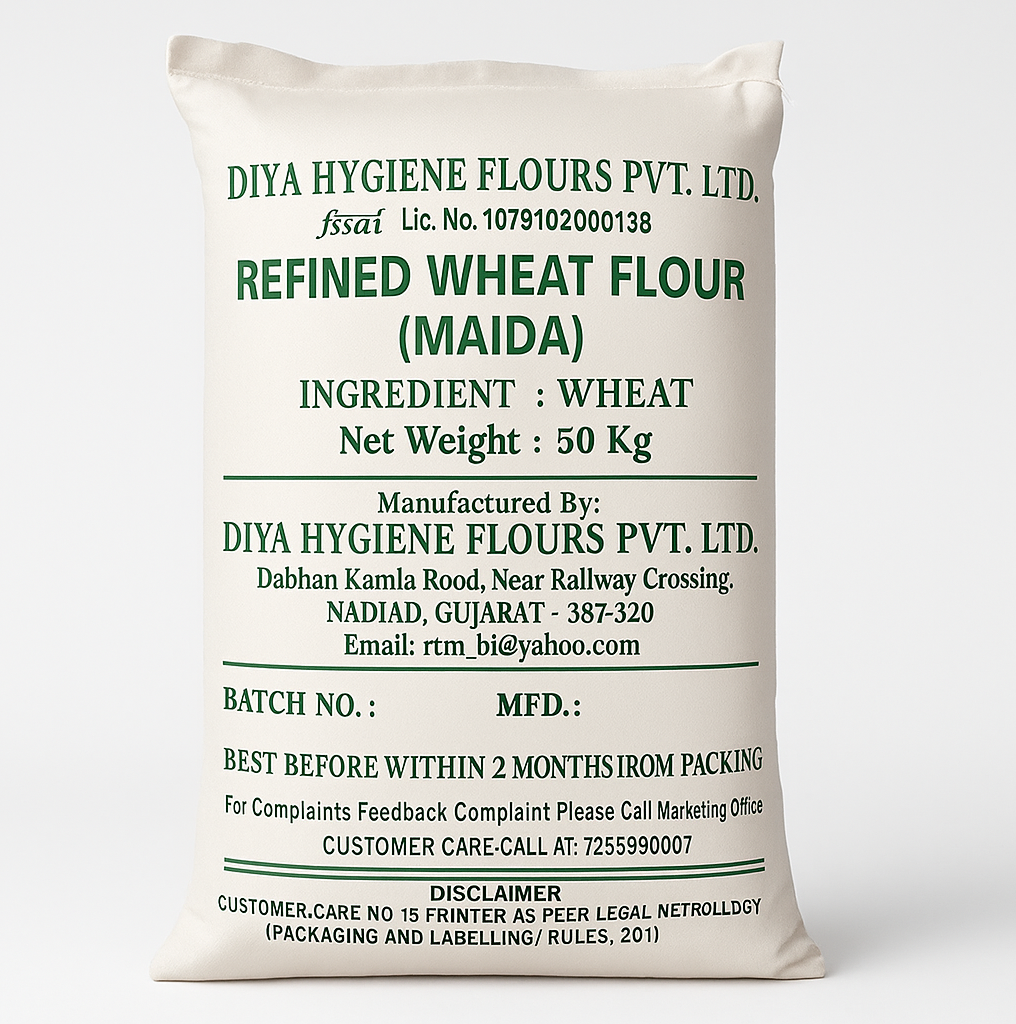 DIYA HYGIENE FLOURS PVT. LTD.
fssai Lic. No. 1079102000138
REFINED WHEAT FLOUR
(MAIDA)
INGREDIENT : WHEAT
Net Weight : 50 Kg
Manufactured By:
DIYA HYGIENE FLOURS PVT. LTD.
Dabhan Kamla Rood, Near Rallway Crossing.
NADIAD, GUJARAT - 387-320
Email: rtm_bi@yahoo.com
BATCH NO. : MFD. :
BEST BEFORE WITHIN 2 MONTHS IROM PACKING
For Complaints Feedback Complaint Please Call Marketing Office
CUSTOMER CARE-CALL AT: 7255990007
DISCLAIMER
CUSTOMER.CARE NO 15 FRINTER AS PEER LEGAL NETROLLDGY
(PACKAGING AND LABELLING/ RULES, 201)